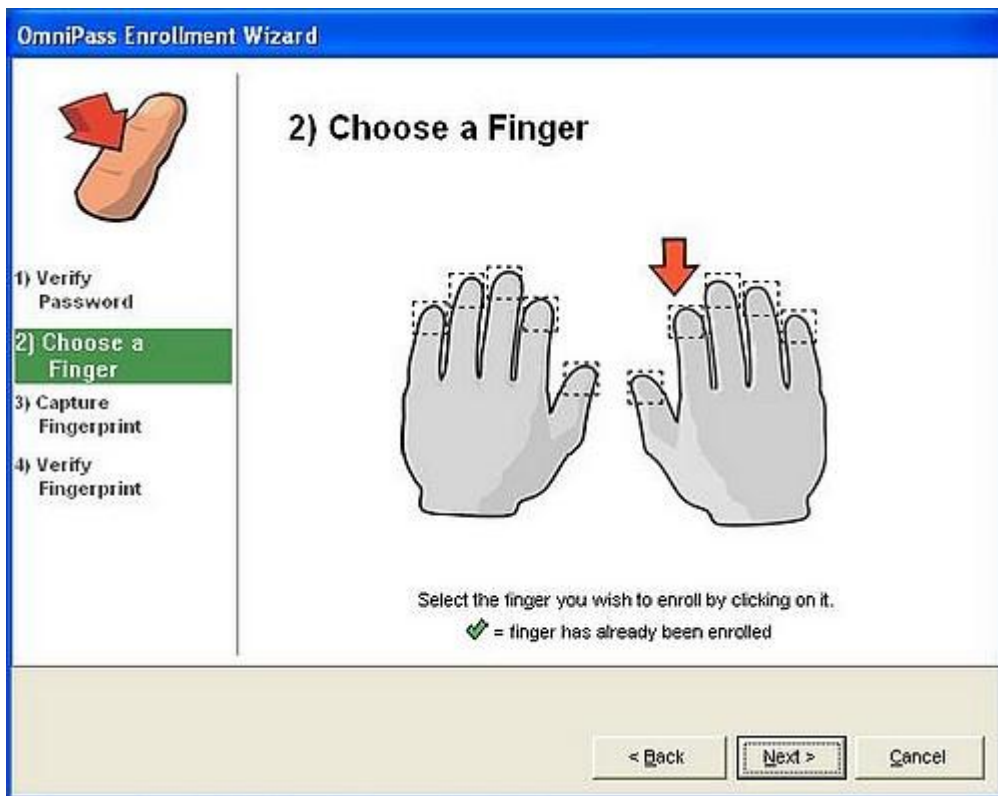 OmniPass Enrollment Wizard
2) Choose a Finger
1) Verify
Password
2) Choose a
Finger
3) Capture
Fingerprint
4) Verify
Fingerprint
Select the finger you wish to enroll by clicking on it.
= finger has already been enrolled
< Back
Next >
Cancel